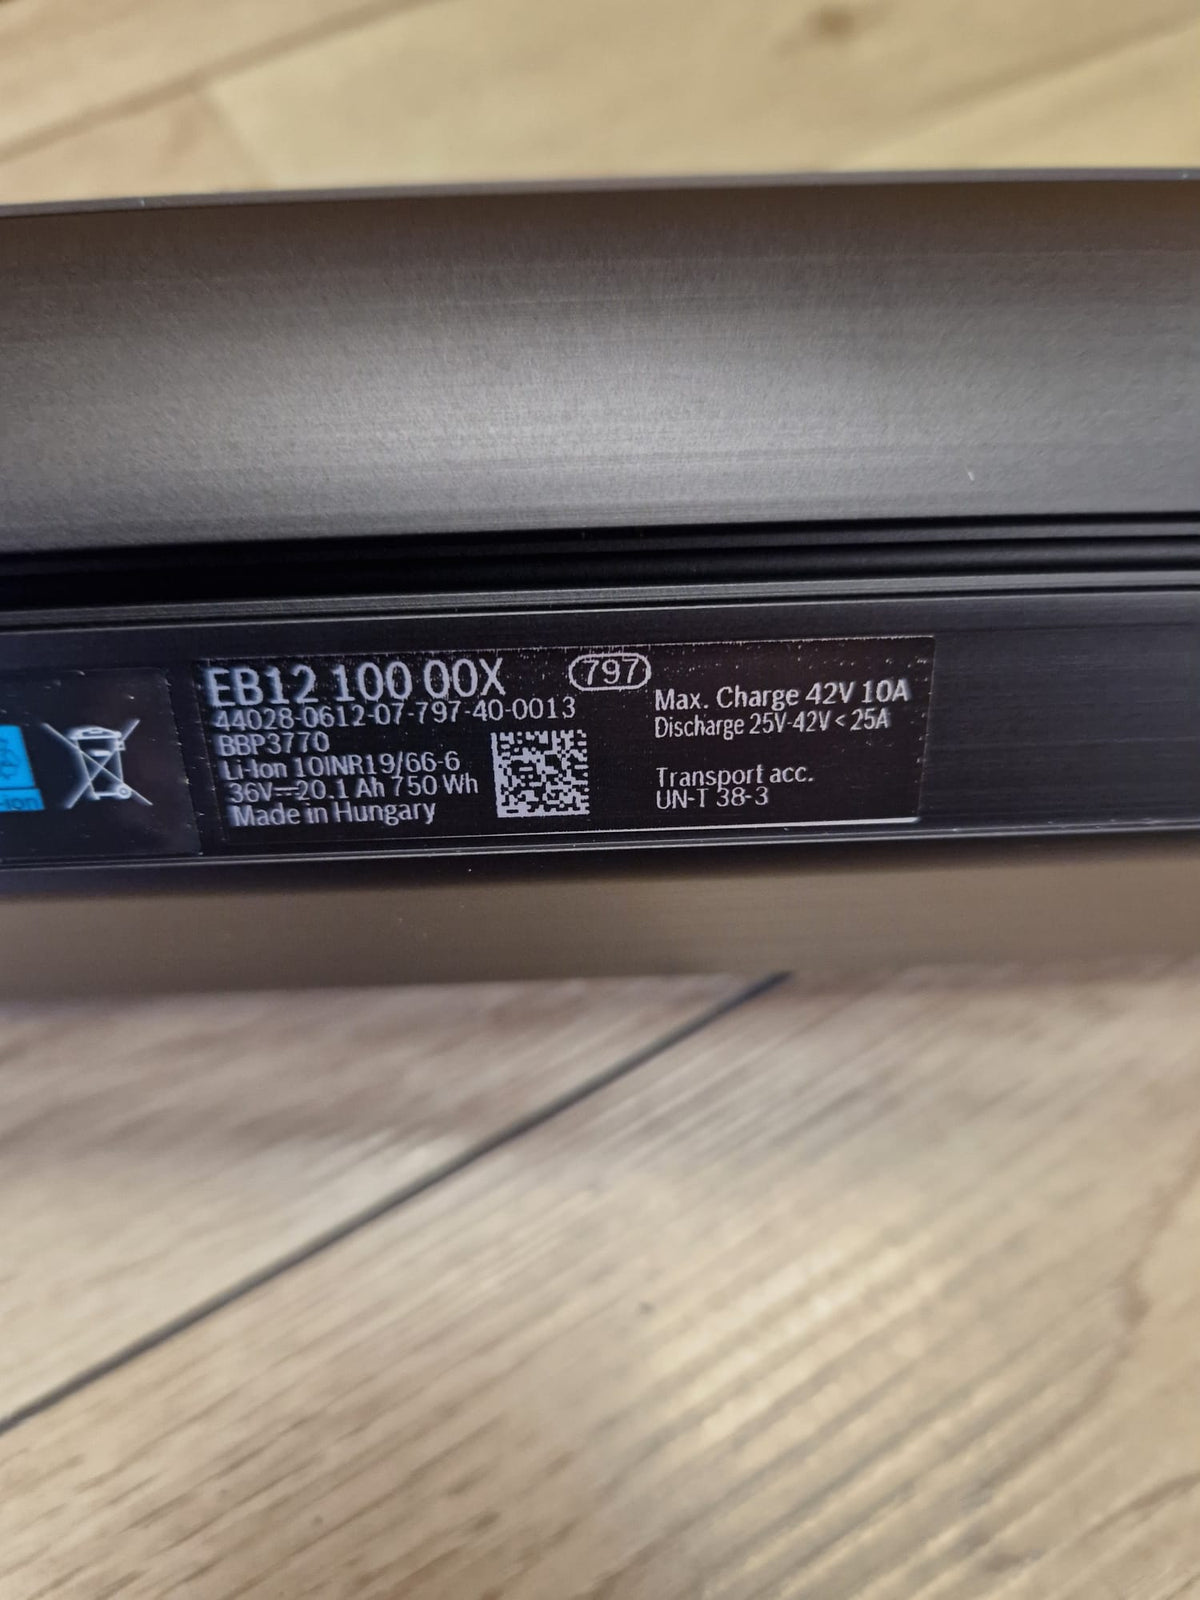 EB12 100 00X
797
44028-0612-07-797-40-0013
BBP3770
Li-Ion 10INR19/66-6
36V⎓20.1 Ah 750 Wh
Made in Hungary
Max. Charge 42V 10A
Discharge 25V-42V < 25A
Transport acc.
UN-T 38-3
-ion